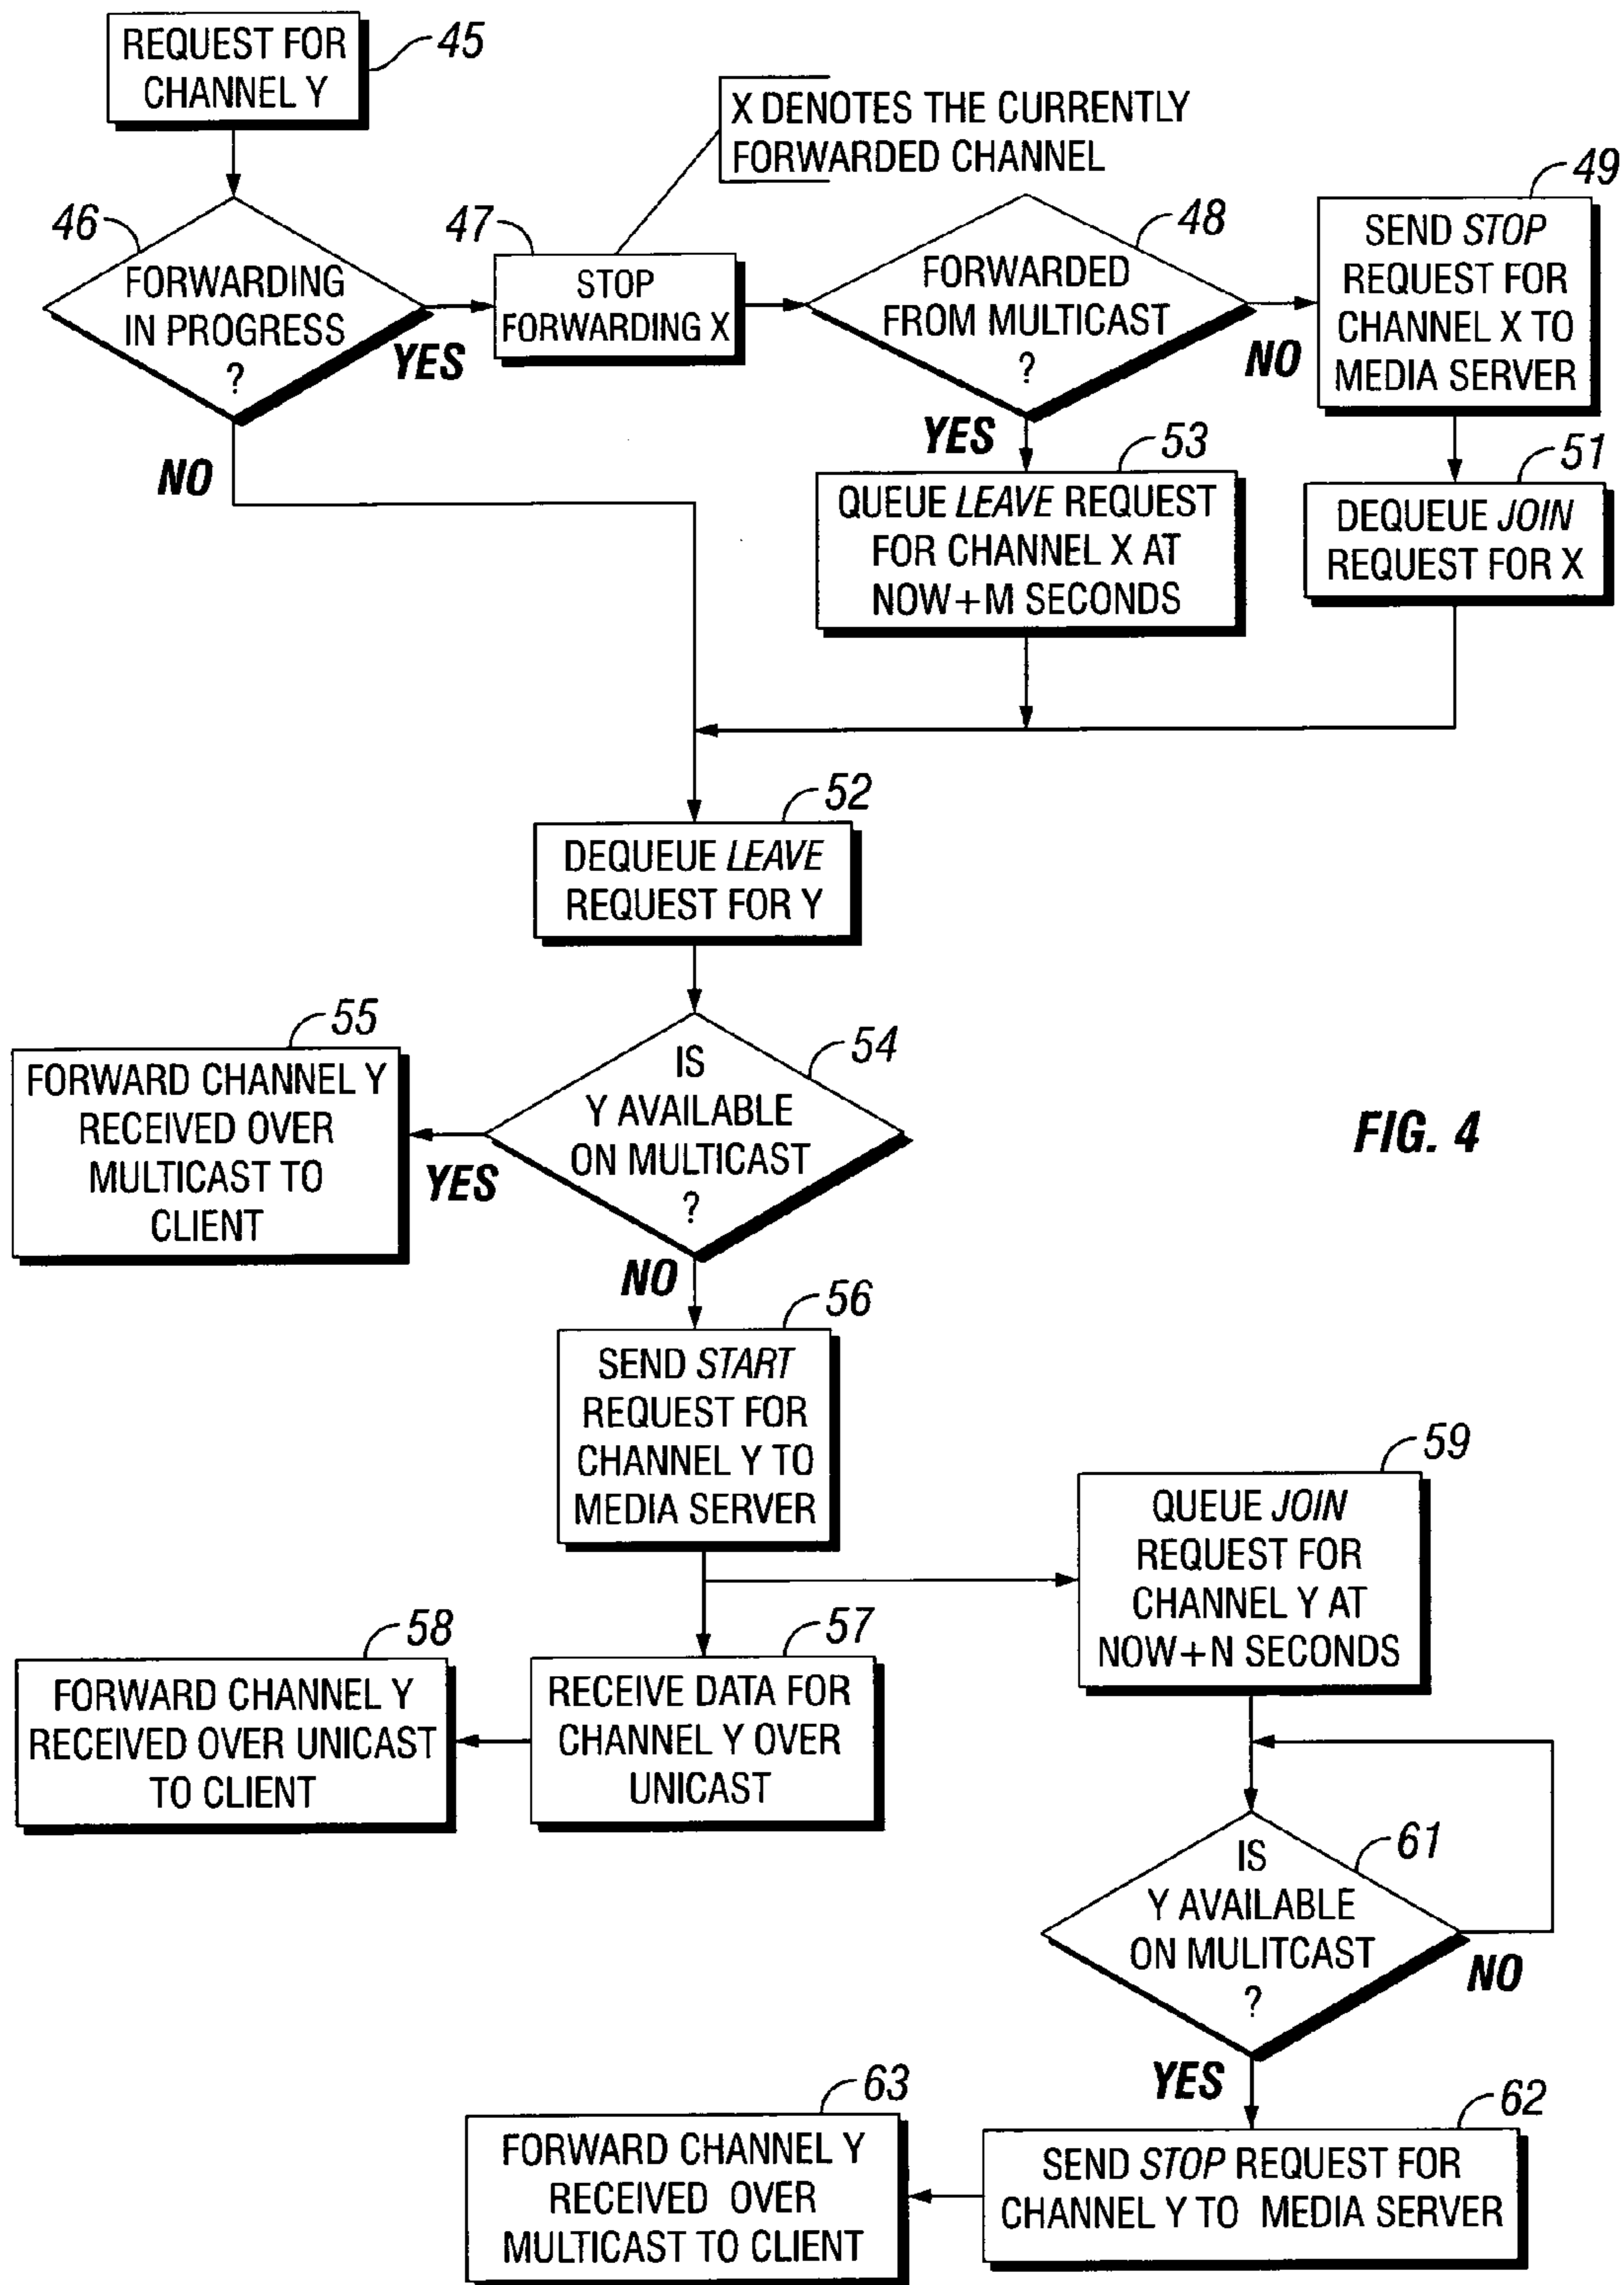 REQUEST FOR
CHANNEL Y
45
X DENOTES THE CURRENTLY
FORWARDED CHANNEL
46
FORWARDING
IN PROGRESS
?
YES
NO
47
STOP
FORWARDING X
48
FORWARDED
FROM MULTICAST
?
NO
YES
49
SEND STOP
REQUEST FOR
CHANNEL X TO
MEDIA SERVER
53
QUEUE LEAVE REQUEST
FOR CHANNEL X AT
NOW+M SECONDS
51
DEQUEUE JOIN
REQUEST FOR X
52
DEQUEUE LEAVE
REQUEST FOR Y
54
IS
Y AVAILABLE
ON MULTICAST
?
YES
NO
55
FORWARD CHANNEL Y
RECEIVED OVER
MULTICAST TO
CLIENT
FIG. 4
56
SEND START
REQUEST FOR
CHANNEL Y TO
MEDIA SERVER
57
RECEIVE DATA FOR
CHANNEL Y OVER
UNICAST
58
FORWARD CHANNEL Y
RECEIVED OVER UNICAST
TO CLIENT
59
QUEUE JOIN
REQUEST FOR
CHANNEL Y AT
NOW+N SECONDS
61
IS
Y AVAILABLE
ON MULITCAST
?
NO
YES
62
SEND STOP REQUEST FOR
CHANNEL Y TO MEDIA SERVER
63
FORWARD CHANNEL Y
RECEIVED OVER
MULTICAST TO CLIENT